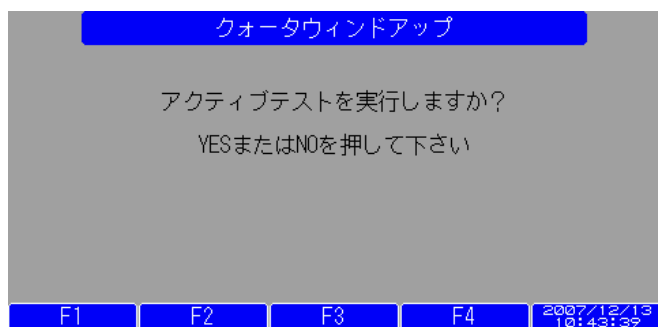 クォータウィンドアップ
アクティブテストを実行しますか？
YESまたはNOを押して下さい
F1 F2 F3 F4 2007/12/13
10:43:39